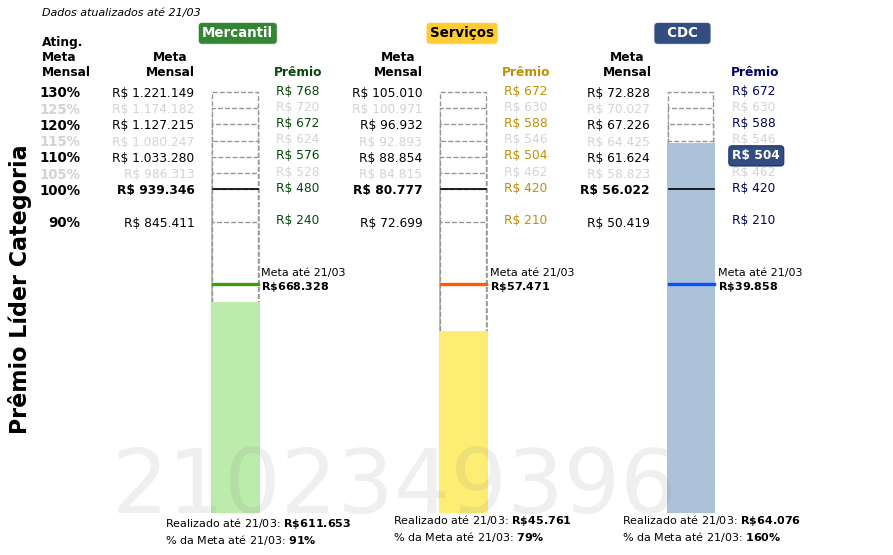 Dados atualizados até 21/03
Mercantil Serviços CDC
Ating. Meta Mensal Meta Mensal Prêmio Meta Mensal Prêmio Meta Mensal Prêmio
130% R$ 1.221.149 R$ 768 R$ 105.010 R$ 672 R$ 72.828 R$ 672
125% R$ 1.174.182 R$ 720 R$ 100.971 R$ 630 R$ 70.027 R$ 630
120% R$ 1.127.215 R$ 672 R$ 96.932 R$ 588 R$ 67.226 R$ 588
115% R$ 1.080.247 R$ 624 R$ 92.893 R$ 546 R$ 64.425 R$ 546
110% R$ 1.033.280 R$ 576 R$ 88.854 R$ 504 R$ 61.624 R$ 504
105% R$ 986.313 R$ 528 R$ 84.815 R$ 462 R$ 58.823 R$ 462
100% R$ 939.346 R$ 480 R$ 80.777 R$ 420 R$ 56.022 R$ 420
90% R$ 845.411 R$ 240 R$ 72.699 R$ 210 R$ 50.419 R$ 210
Meta até 21/03 Meta até 21/03 Meta até 21/03
R$668.328 R$57.471 R$39.858
Prêmio Líder Categoria
2102349396
Realizado até 21/03: R$611.653 Realizado até 21/03: R$45.761 Realizado até 21/03: R$64.076
% da Meta até 21/03: 91% % da Meta até 21/03: 79% % da Meta até 21/03: 160%